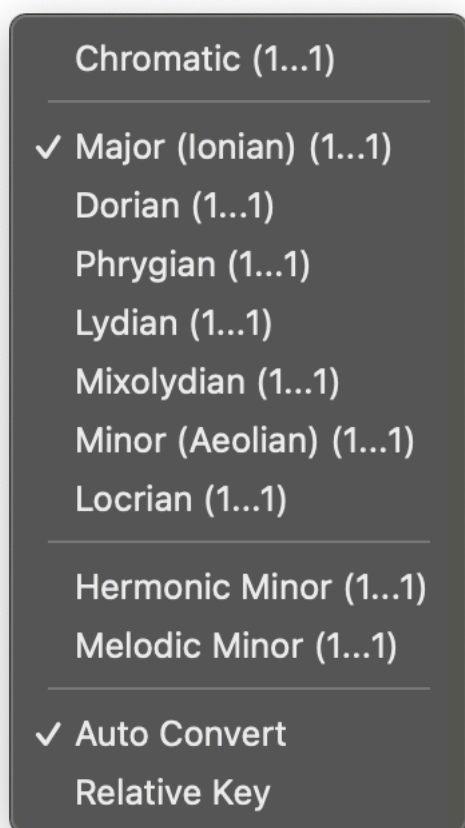 Chromatic (1...1)
✓ Major (Ionian) (1...1)
Dorian (1...1)
Phrygian (1...1)
Lydian (1...1)
Mixolydian (1...1)
Minor (Aeolian) (1...1)
Locrian (1...1)
Hermonic Minor (1...1)
Melodic Minor (1...1)
✓ Auto Convert
Relative Key